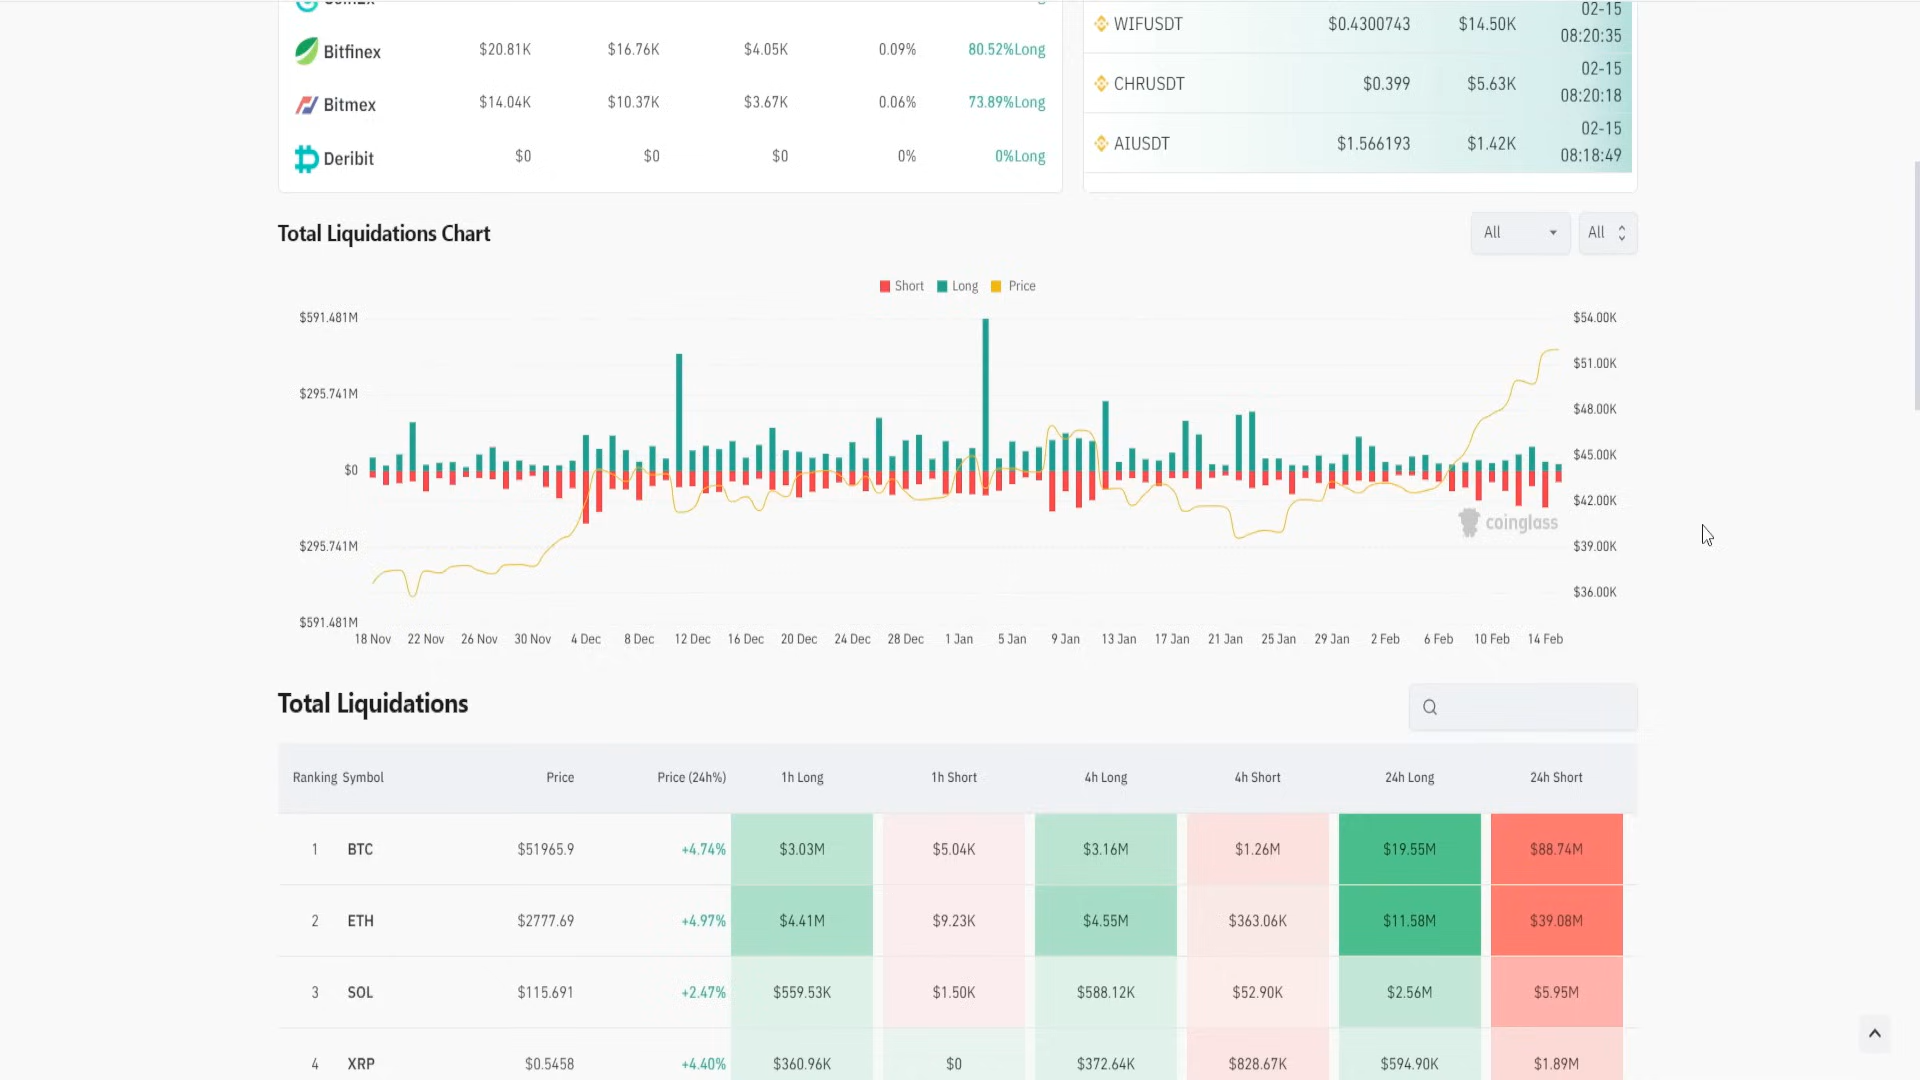 Bitfinex $20.81K $16.76K $4.05K 0.09% 80.52%Long
Bitmex $14.04K $10.37K $3.67K 0.06% 73.89%Long
Deribit $0 $0 $0 0% 0%Long
WIFUSDT $0.4300743 $14.50K 02-15
08:20:35
CHRUSDT $0.399 $5.63K 02-15
08:20:18
AIUSDT $1.566193 $1.42K 02-15
08:18:49
Total Liquidations Chart
All All
Short Long Price
$591.481M $54.00K
$51.00K
$295.741M
$48.00K
$45.00K
$0
$42.00K
coinglass
$295.741M $39.00K
$36.00K
$591.481M
18 Nov 22 Nov 26 Nov 30 Nov 4 Dec 8 Dec 12 Dec 16 Dec 20 Dec 24 Dec 28 Dec 1 Jan 5 Jan 9 Jan 13 Jan 17 Jan 21 Jan 25 Jan 29 Jan 2 Feb 6 Feb 10 Feb 14 Feb
Total Liquidations
Ranking Symbol Price Price (24h%) 1h Long 1h Short 4h Long 4h Short 24h Long 24h Short
1 BTC $51965.9 +4.74% $3.03M $5.04K $3.16M $1.26M $19.55M $88.74M
2 ETH $2777.69 +4.97% $4.41M $9.23K $4.55M $363.06K $11.58M $39.08M
3 SOL $115.691 +2.47% $559.53K $1.50K $588.12K $52.90K $2.56M $5.95M
4 XRP $0.5458 +4.40% $360.96K $0 $372.64K $828.67K $594.90K $1.89M